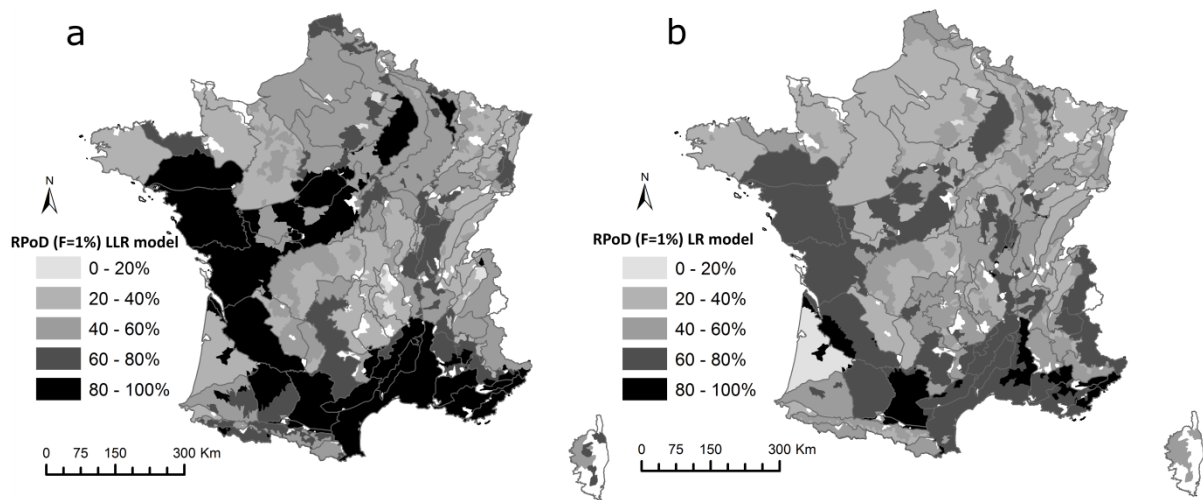 a
N
RPoD (F=1%) LLR model
0 - 20%
20 - 40%
40 - 60%
60 - 80%
80 - 100%
0 75 150 300 Km
b
N
RPoD (F=1%) LR model
0 - 20%
20 - 40%
40 - 60%
60 - 80%
80 - 100%
0 75 150 300 Km